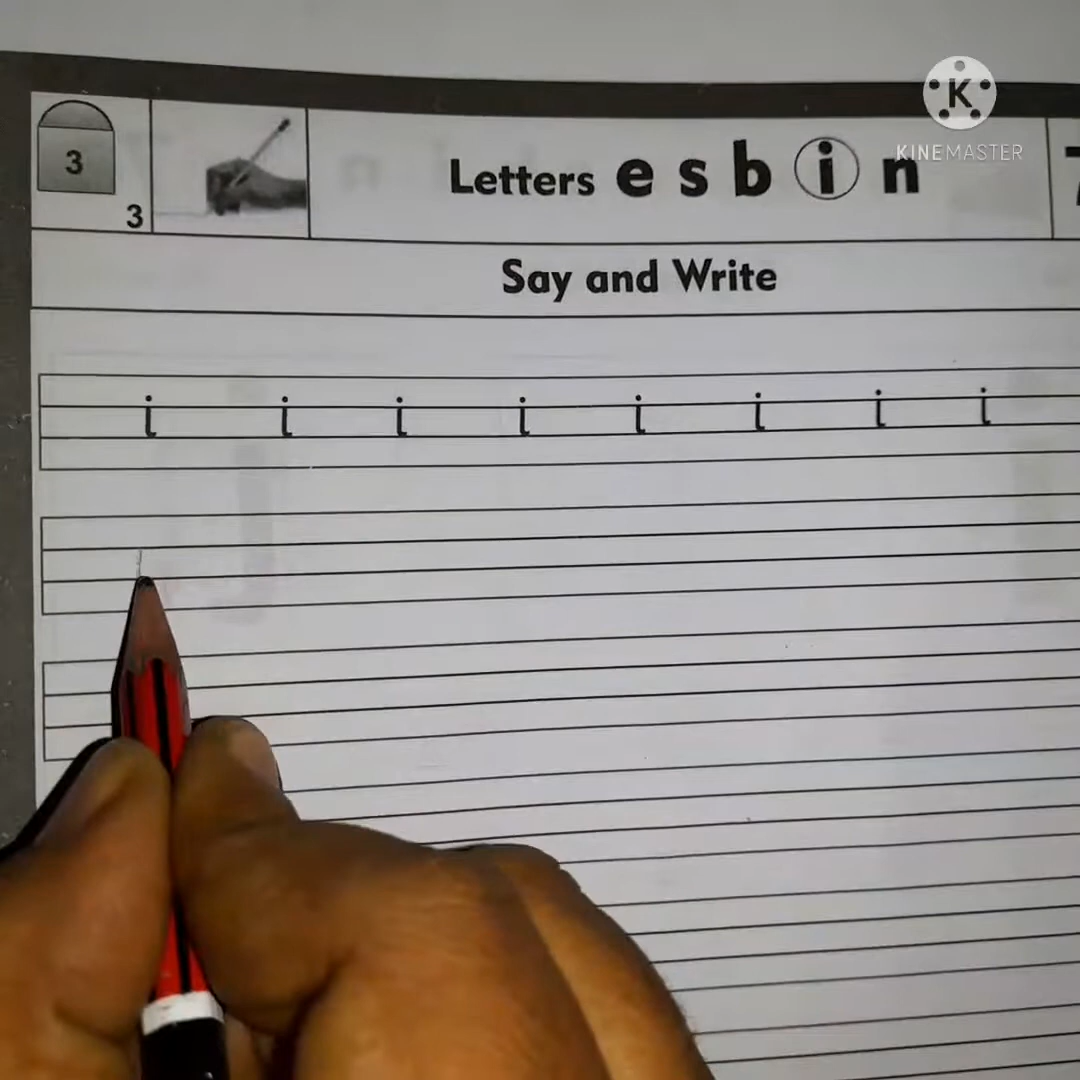 3
3
Letters e s b i n
Say and Write
i i i i i i i i
K
KINEMASTER